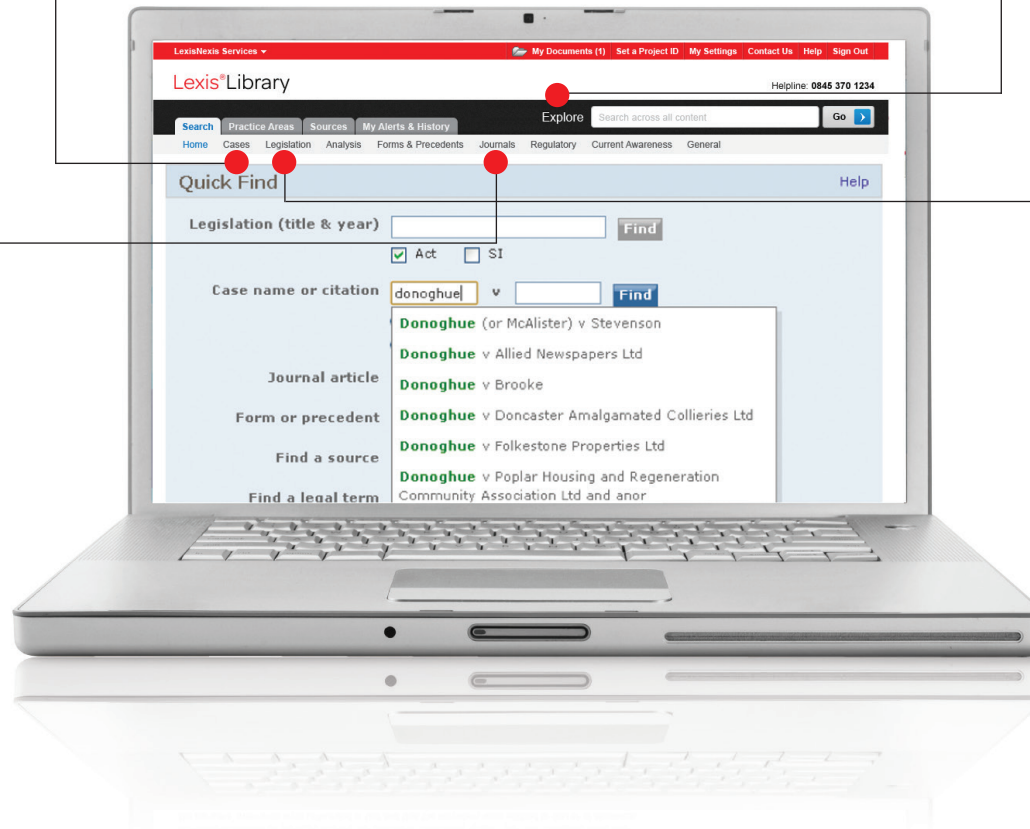 LexisNexis Services
My Documents (1) Set a Project ID My Settings Contact Us Help Sign Out
Lexis®Library
Helpline: 0845 370 1234
Explore Search across all content Go
Search Practice Areas Sources My Alerts & History
Home Cases Legislation Analysis Forms & Precedents Journals Regulatory Current Awareness General
Quick Find Help
Legislation (title & year) Find
Act SI
Case name or citation donoghue v Find
Donoghue (or McAlister) v Stevenson
Donoghue v Allied Newspapers Ltd
Journal article
Donoghue v Brooke
Form or precedent
Donoghue v Doncaster Amalgamated Collieries Ltd
Donoghue v Folkestone Properties Ltd
Find a source
Donoghue v Poplar Housing and Regeneration
Community Association Ltd and anor
Find a legal term